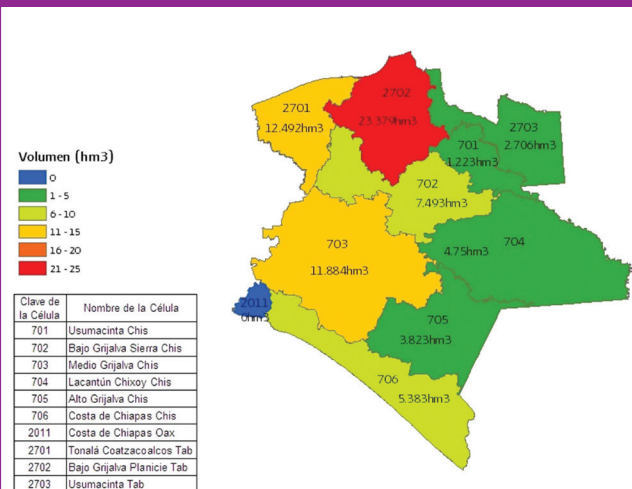 2701
12.492hm3
2702
23.379hm3
2703
2.706hm3
701
1.223hm3
702
7.493hm3
703
11.884hm3
4.75hm3
704
2011
0hm3
705
3.823hm3
706
5.383hm3
Volumen (hm3)
0
1 - 5
6 - 10
11 - 15
16 - 20
21 - 25
Clave de la Célula Nombre de la Célula
701 Usumacinta Chis
702 Bajo Grijalva Sierra Chis
703 Medio Grijalva Chis
704 Lacantún Chixoy Chis
705 Alto Grijalva Chis
706 Costa de Chiapas Chis
2011 Costa de Chiapas Oax
2701 Tonalá Coatzacoalcos Tab
2702 Bajo Grijalva Planicie Tab
2703 Usumacinta Tab